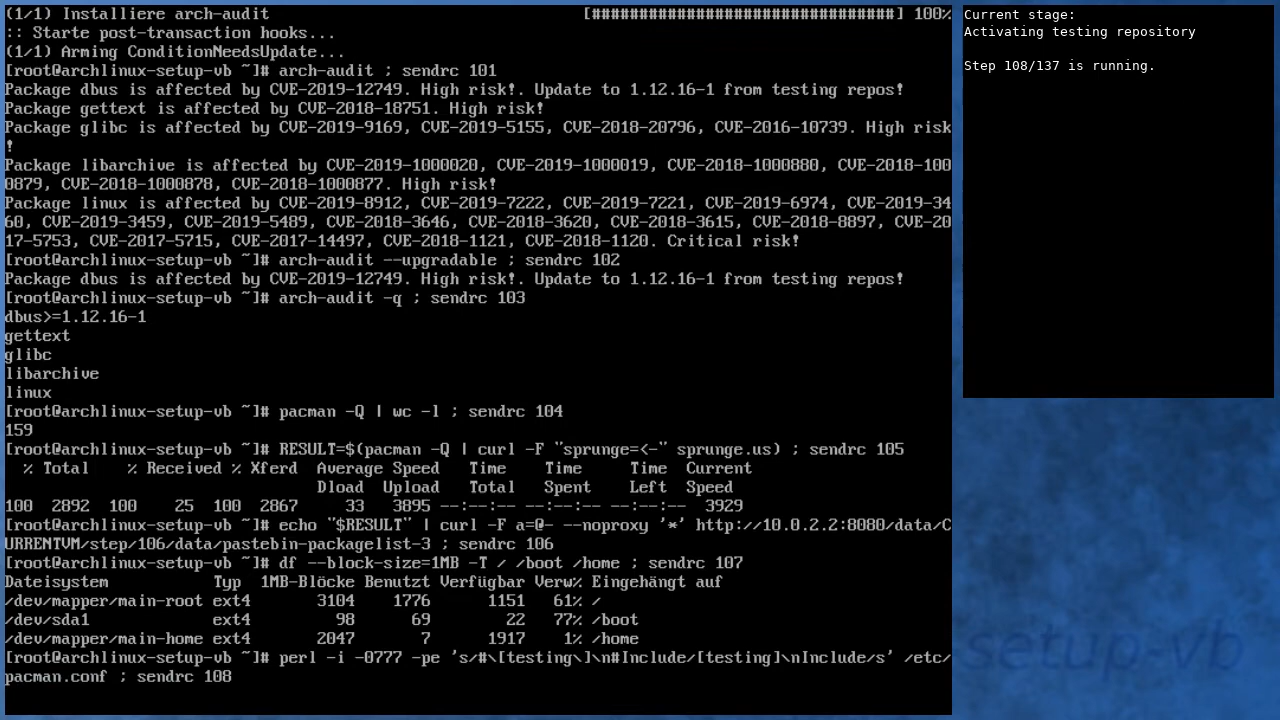 (1/1) Installiere arch-audit [################################] 100%
:: Starte post-transaction hooks...
(1/1) Arming ConditionNeedsUpdate...
[root@archlinux-setup-vb ~]# arch-audit ; sendrc 101
Package dbus is affected by CVE-2019-12749. High risk!. Update to 1.12.16-1 from testing repos!
Package gettext is affected by CVE-2018-18751. High risk!
Package glibc is affected by CVE-2019-9169, CVE-2019-5155, CVE-2018-20796, CVE-2016-10739. High risk
!
Package libarchive is affected by CVE-2019-1000020, CVE-2019-1000019, CVE-2018-1000880, CVE-2018-100
0879, CVE-2018-1000878, CVE-2018-1000877. High risk!
Package linux is affected by CVE-2019-8912, CVE-2019-7222, CVE-2019-7221, CVE-2019-6974, CVE-2019-34
60, CVE-2019-3459, CVE-2019-5489, CVE-2018-3646, CVE-2018-3620, CVE-2018-3615, CVE-2018-8897, CVE-20
17-5753, CVE-2017-5715, CVE-2017-14497, CVE-2018-1121, CVE-2018-1120. Critical risk!
[root@archlinux-setup-vb ~]# arch-audit --upgradable ; sendrc 102
Package dbus is affected by CVE-2019-12749. High risk!. Update to 1.12.16-1 from testing repos!
[root@archlinux-setup-vb ~]# arch-audit -q ; sendrc 103
dbus>=1.12.16-1
gettext
glibc
libarchive
linux
[root@archlinux-setup-vb ~]# pacman -Q | wc -l ; sendrc 104
159
[root@archlinux-setup-vb ~]# RESULT=$(pacman -Q | curl -F "sprunge=<-" sprunge.us) ; sendrc 105
  % Total    % Received % Xferd  Average Speed   Time    Time     Time  Current
                                 Dload  Upload   Total   Spent    Left  Speed
100  2892  100    25  100  2867     33   3895 --:--:-- --:--:-- --:--:--  3929
[root@archlinux-setup-vb ~]# echo "$RESULT" | curl -F a=@- --noproxy '*' http://10.0.2.2:8080/data/C
URRENTVM/step/106/data/pastebin-packagelist-3 ; sendrc 106
[root@archlinux-setup-vb ~]# df --block-size=1MB -T / /boot /home ; sendrc 107
Dateisystem           Typ  1MB-Blöcke Benutzt Verfügbar Verw% Eingehängt auf
/dev/mapper/main-root ext4       3104    1776      1151   61% /
/dev/sda1             ext4         98      69        22   77% /boot
/dev/mapper/main-home ext4       2047       7      1917    1% /home
[root@archlinux-setup-vb ~]# perl -i -0777 -pe 's/#\[testing\]\n#Include/[testing]\nInclude/s' /etc/
pacman.conf ; sendrc 108
Current stage:
Activating testing repository
Step 108/137 is running.
setup-vb